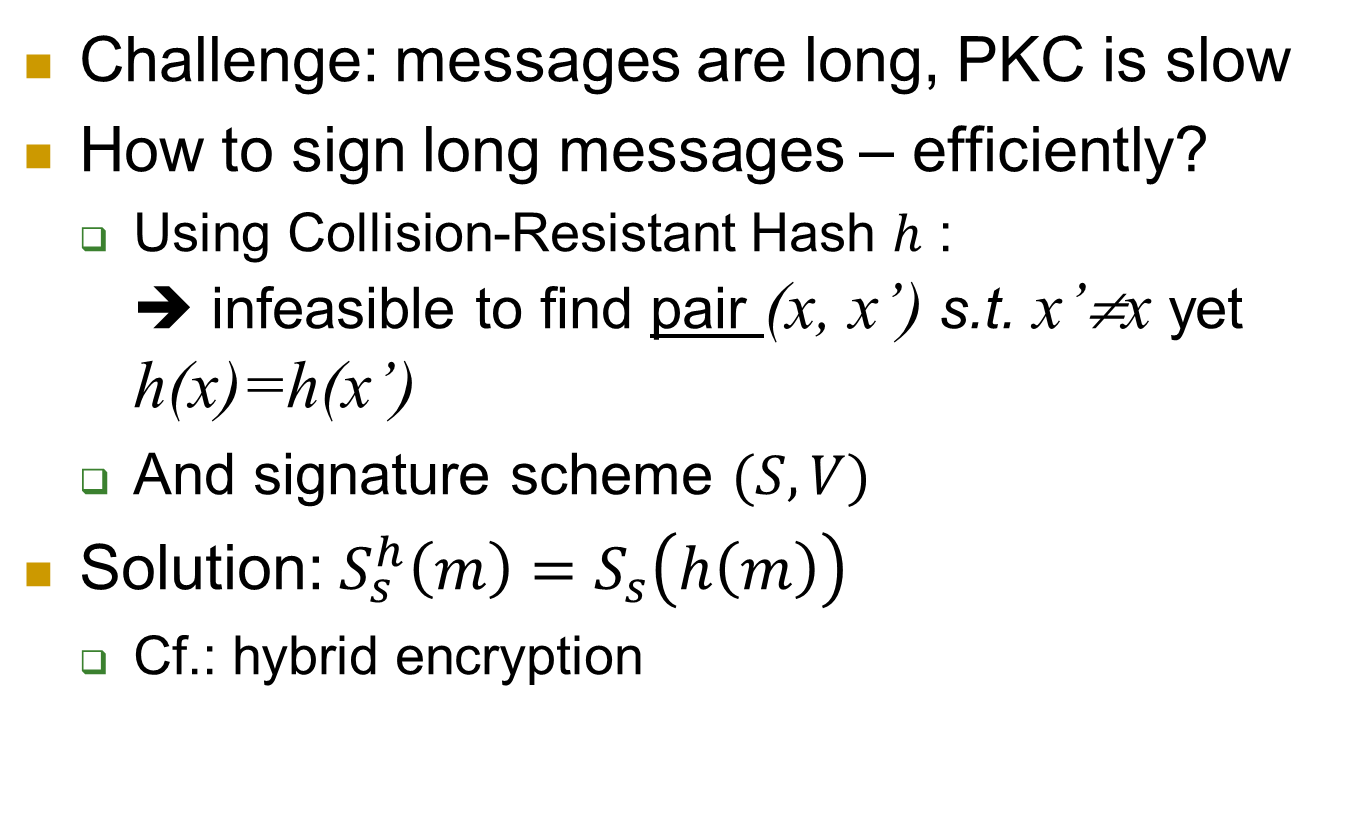 Challenge: messages are long, PKC is slow
How to sign long messages – efficiently?
Using Collision-Resistant Hash h :
➔ infeasible to find pair (x, x’) s.t. x’≠x yet
h(x)=h(x’)
And signature scheme (S, V)
Solution: S_s^h(m) = S_s(h(m))
Cf.: hybrid encryption